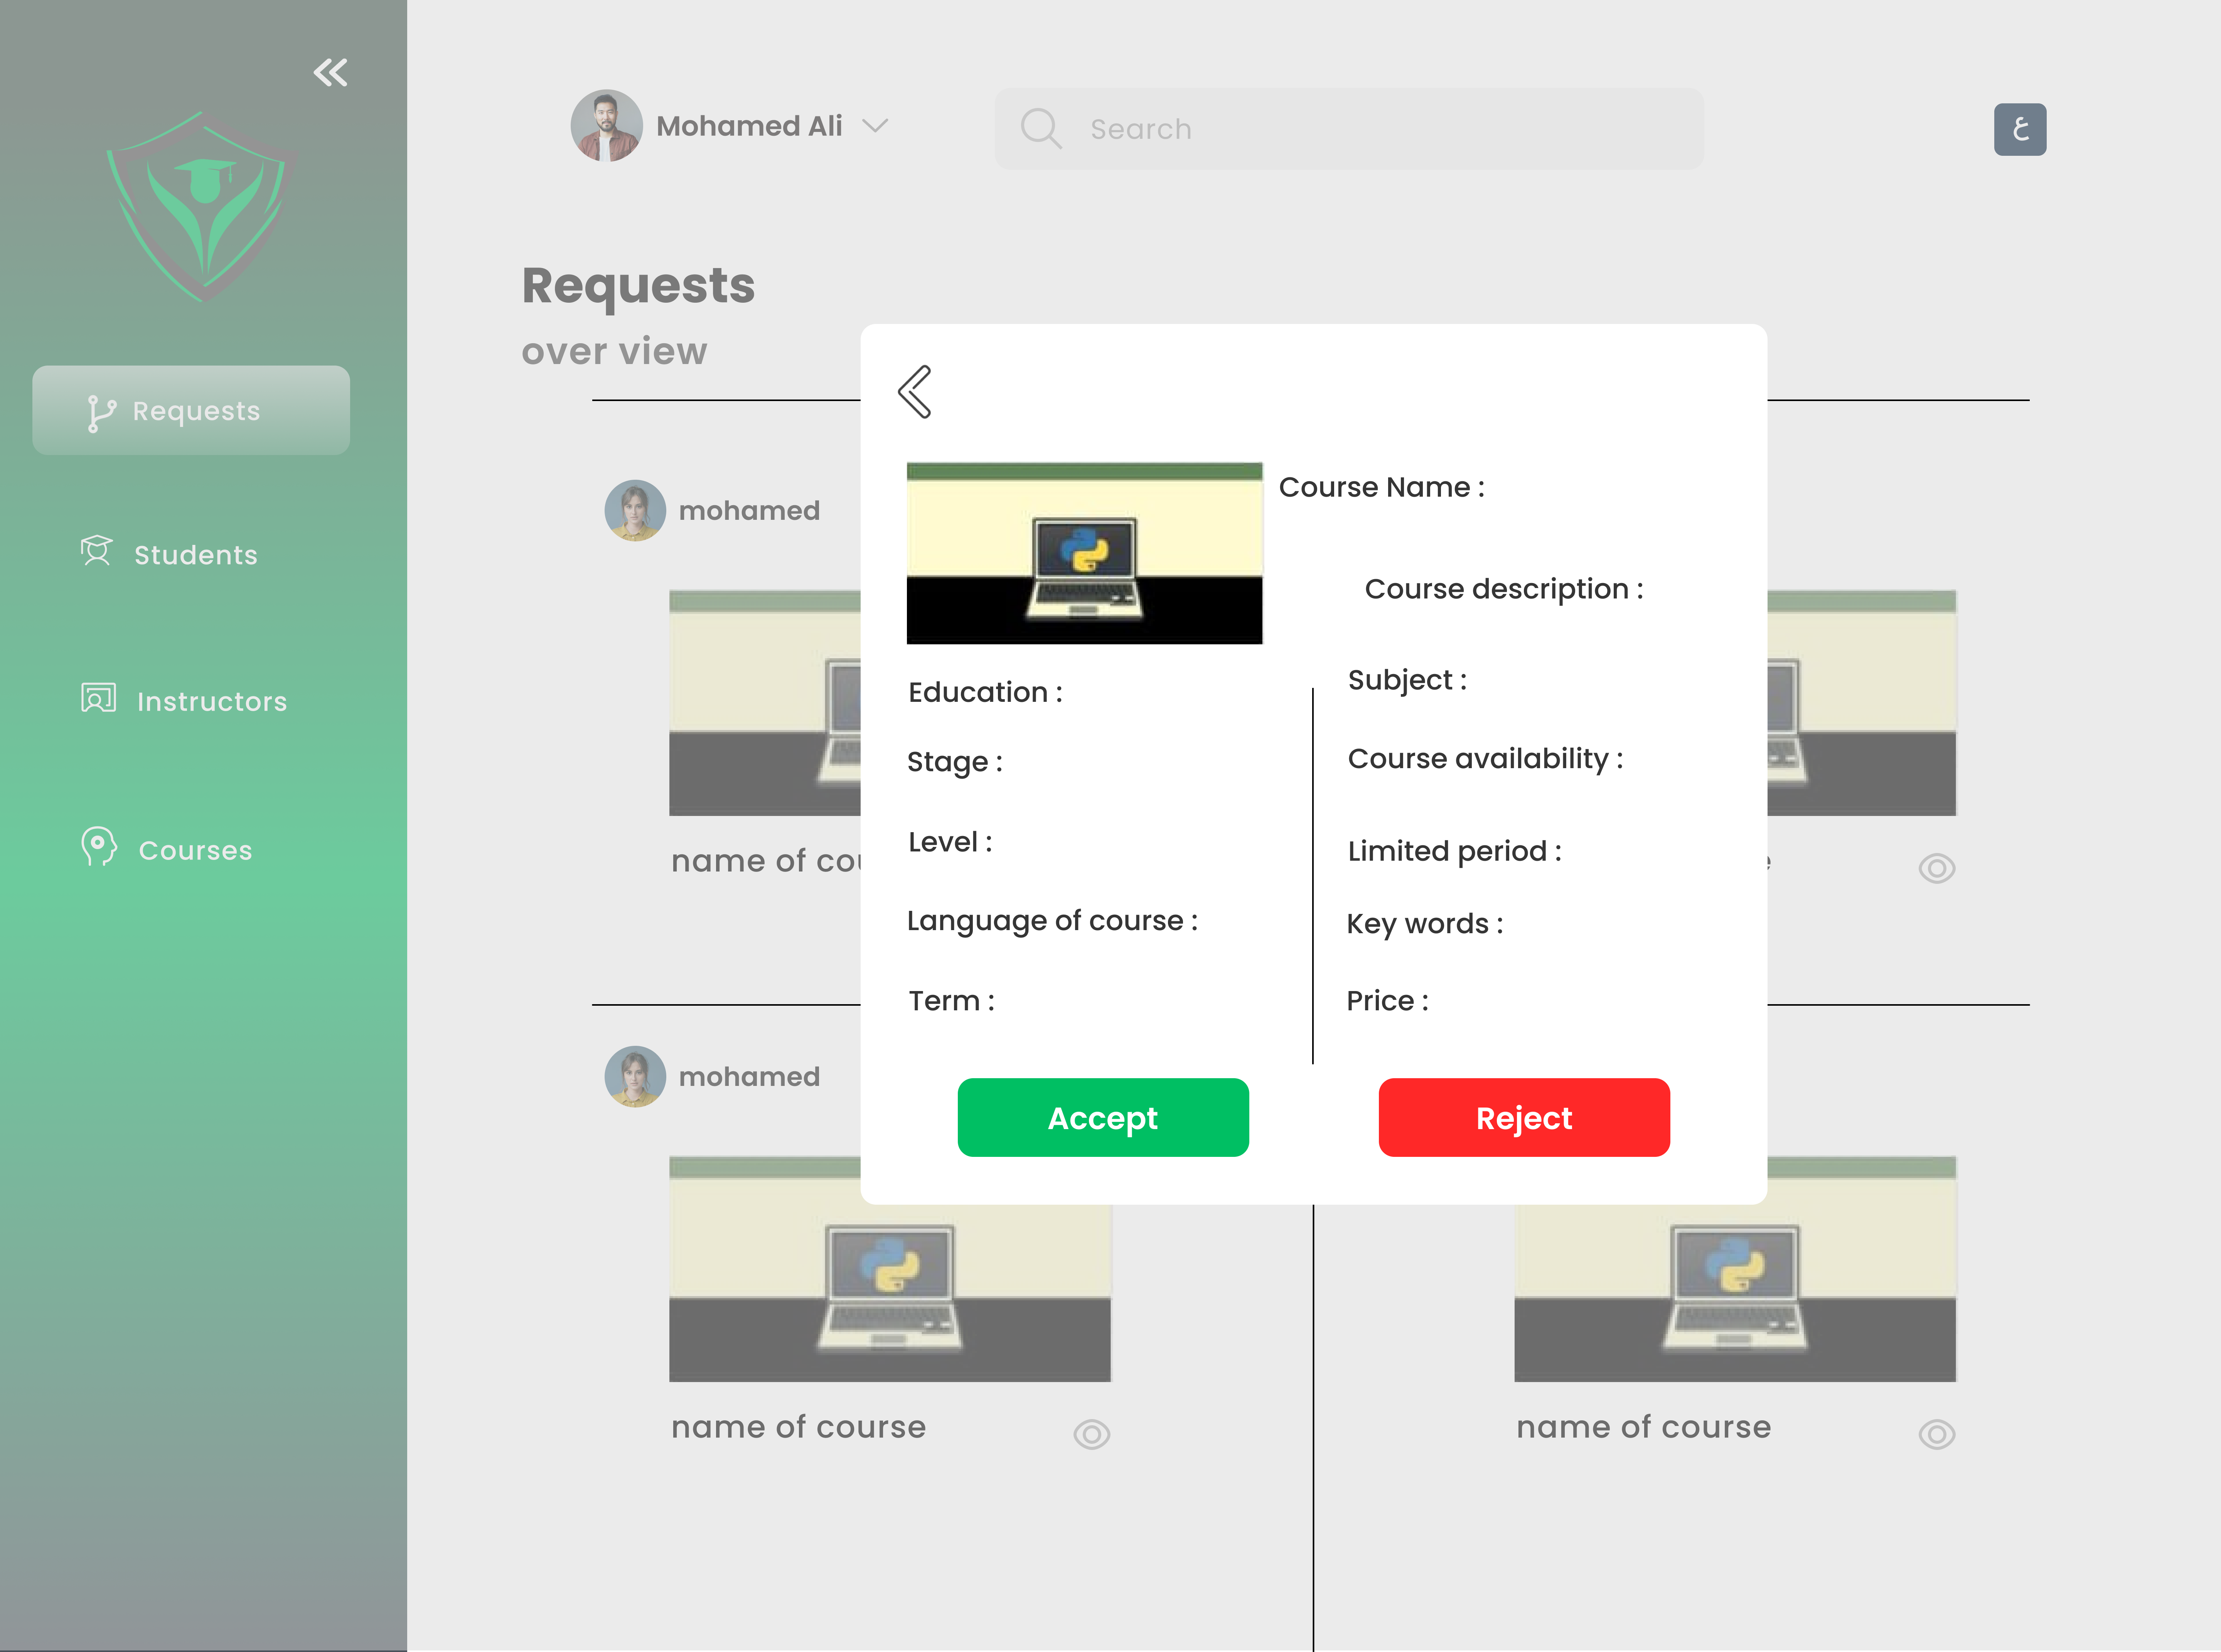 Mohamed Ali
Search
ع
Requests
over view
Requests
Students
Instructors
Courses
mohamed
name of cou
e
Course Name :
Course description :
Education :
Subject :
Stage :
Course availability :
Level :
Limited period :
Language of course :
Key words :
Term :
Price :
Accept
Reject
mohamed
name of course
name of course